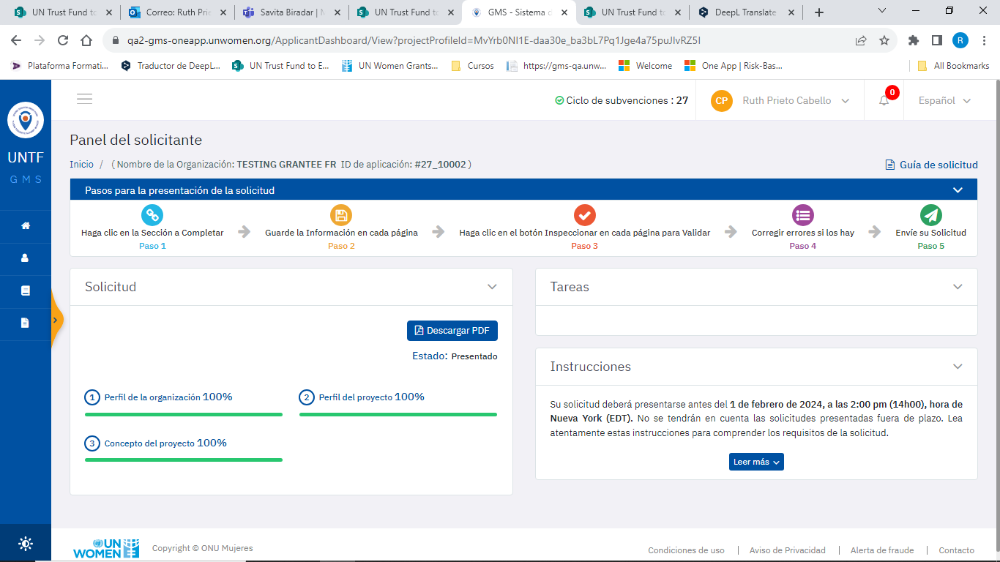 UN Trust Fund to
Correo: Ruth Prie
Savita Biradar | M
UN Trust Fund to
GMS - Sistema d
UN Trust Fund to
DeepL Translate
qa2-gms-oneapp.unwomen.org/ApplicantDashboard/View?projectProfileId=MvYrb0NI1E-daa30e_ba3bL7Pq1Jge4a75puJIvRZ5I
R
Plataforma Formati...
Traductor de DeepL...
UN Trust Fund to E...
UN Women Grants...
Cursos
https://gms-qa.unw...
Welcome
One App | Risk-Bas...
All Bookmarks
UNTF
GMS
Ciclo de subvenciones : 27
CP
Ruth Prieto Cabello
0
Español
Panel del solicitante
Inicio / ( Nombre de la Organización: TESTING GRANTEE FR ID de aplicación: #27_10002 )
Guía de solicitud
Pasos para la presentación de la solicitud
Haga clic en la Sección a Completar
Paso 1
Guarde la Información en cada página
Paso 2
Haga clic en el botón Inspeccionar en cada página para Validar
Paso 3
Corregir errores si los hay
Paso 4
Envíe su Solicitud
Paso 5
Solicitud
Descargar PDF
Estado: Presentado
1 Perfil de la organización 100%
2 Perfil del proyecto 100%
3 Concepto del proyecto 100%
Tareas
Instrucciones
Su solicitud deberá presentarse antes del 1 de febrero de 2024, a las 2:00 pm (14h00), hora de
Nueva York (EDT). No se tendrán en cuenta las solicitudes presentadas fuera de plazo. Lea
atentamente estas instrucciones para comprender los requisitos de la solicitud.
Leer más
UN
WOMEN
Copyright © ONU Mujeres
Condiciones de uso | Aviso de Privacidad | Alerta de fraude | Contacto